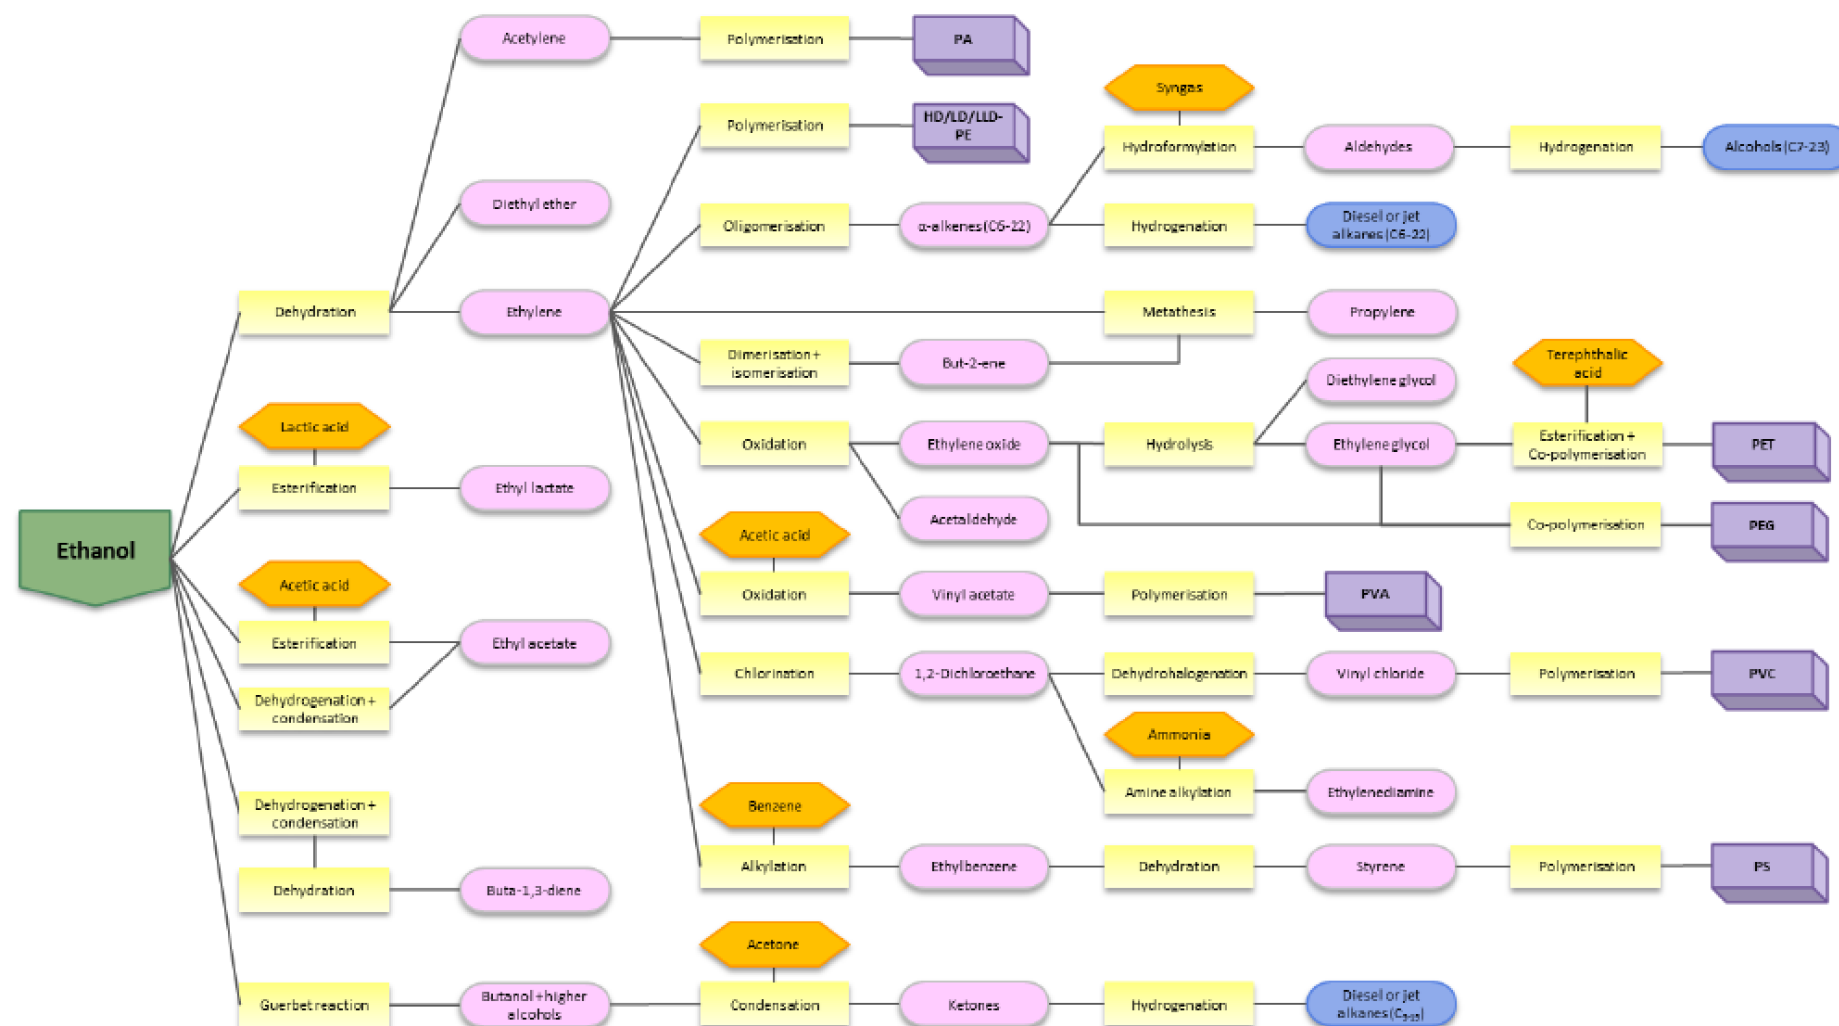 Acetylene
Polymerisation
PA
Syngas
Polymerisation
HD/LD/LLD-
PE
Hydroformylation
Aldehydes
Hydrogenation
Alcohols (C7-23)
Diethyl ether
Oligomerisation
α-alkenes (C6-22)
Hydrogenation
Diesel or jet
alkanes (C6-22)
Dehydration
Ethylene
Metathesis
Propylene
Dimerisation +
isomerisation
But-2-ene
Diethylene glycol
Terephthalic
acid
Lactic acid
Oxidation
Ethylene oxide
Hydrolysis
Ethylene glycol
Esterification +
Co-polymerisation
PET
Esterification
Ethyl lactate
Acetaldehyde
Co-polymerisation
PEG
Ethanol
Acetic acid
Acetic acid
Oxidation
Vinyl acetate
Polymerisation
PVA
Esterification
Ethyl acetate
Chlorination
1,2-Dichloroethane
Dehydrohalogenation
Vinyl chloride
Polymerisation
PVC
Dehydrogenation +
condensation
Ammonia
Amine alkylation
Ethylenediamine
Dehydrogenation +
condensation
Benzene
Alkylation
Ethylbenzene
Dehydration
Styrene
Polymerisation
PS
Dehydration
Buta-1,3-diene
Acetone
Guerbet reaction
Butanol + higher
alcohols
Condensation
Ketones
Hydrogenation
Diesel or jet